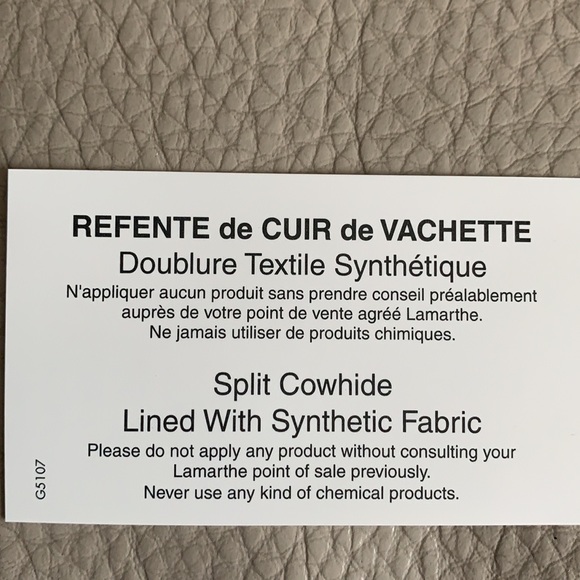 REFENTE de CUIR de VACHETTE
Doublure Textile Synthétique
N'appliquer aucun produit sans prendre conseil préalablement
auprès de votre point de vente agréé Lamarthe.
Ne jamais utiliser de produits chimiques.
Split Cowhide
Lined With Synthetic Fabric
Please do not apply any product without consulting your
Lamarthe point of sale previously.
Never use any kind of chemical products.
G5107